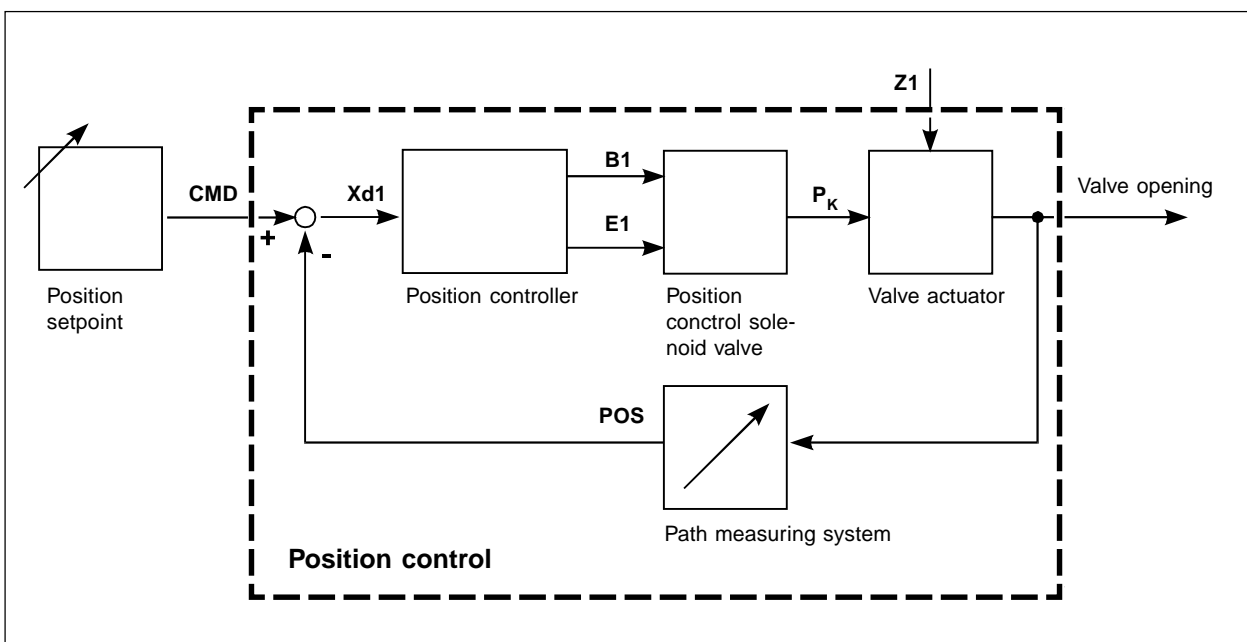 Z1
B1
CMD
Xd1
Valve opening
P_K
E1
+
-
Position
setpoint
Position controller
Position
conctrol sole-
noid valve
Valve actuator
POS
Path measuring system
Position control